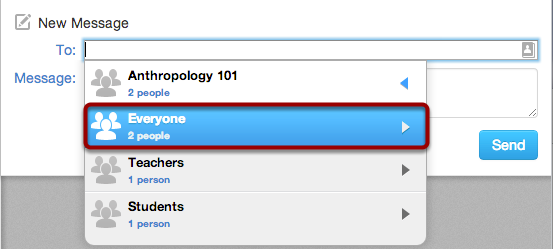 New Message
To:
Message:
Anthropology 101
2 people
Everyone
2 people
Teachers
1 person
Students
1 person
Send